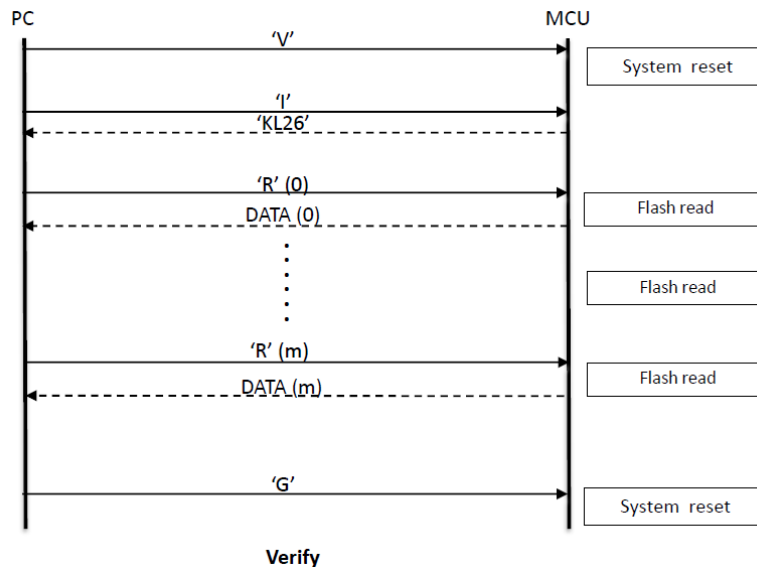 PC
MCU
‘V’
System reset
‘I’
‘KL26’
‘R’ (0)
DATA (0)
Flash read
Flash read
‘R’ (m)
DATA (m)
Flash read
‘G’
System reset
Verify